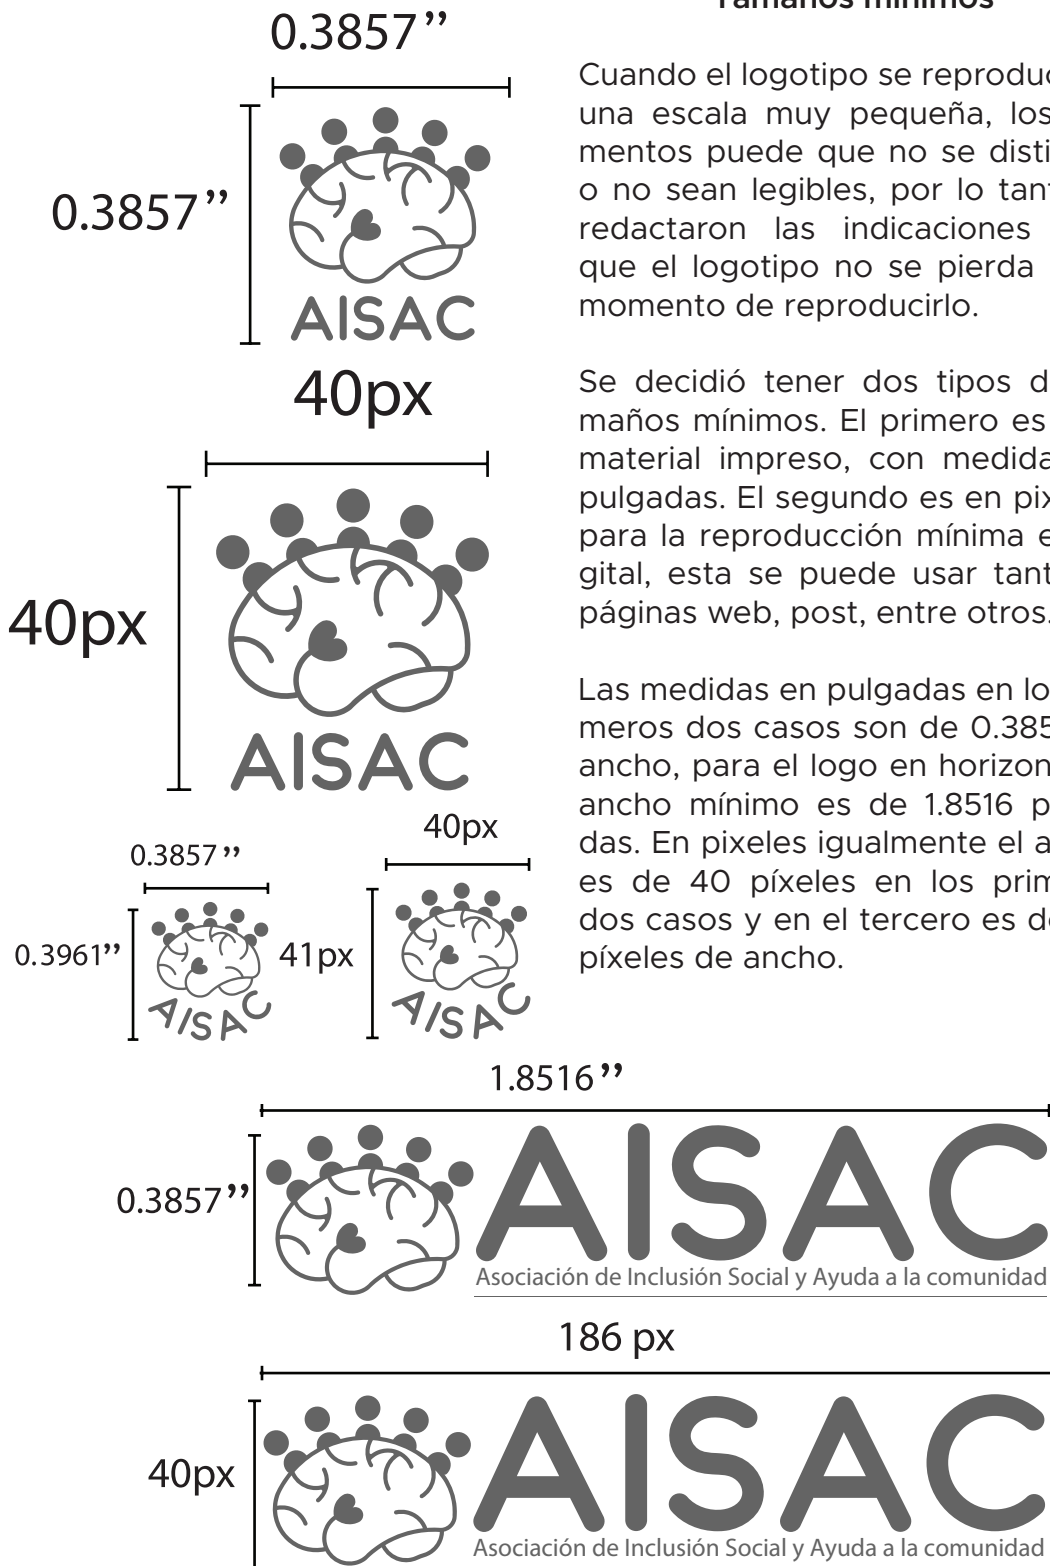 Tamaños mínimos
0.3857”
0.3857”
AISAC
Cuando el logotipo se reproduc
una escala muy pequeña, los
mentos puede que no se disti
o no sean legibles, por lo tant
redactaron las indicaciones
que el logotipo no se pierda
momento de reproducirlo.
40px
40px
AISAC
Se decidió tener dos tipos d
maños mínimos. El primero es
material impreso, con medida
pulgadas. El segundo es en pix
para la reproducción mínima e
gital, esta se puede usar tant
páginas web, post, entre otros.
Las medidas en pulgadas en lo
meros dos casos son de 0.385
ancho, para el logo en horizon
ancho mínimo es de 1.8516 p
das. En pixeles igualmente el a
es de 40 píxeles en los prim
dos casos y en el tercero es de
píxeles de ancho.
0.3857”
0.3961”
AISAC
40px
41px
AISAC
1.8516”
0.3857”
AISAC
Asociación de Inclusión Social y Ayuda a la comunidad
186 px
40px
AISAC
Asociación de Inclusión Social y Ayuda a la comunidad